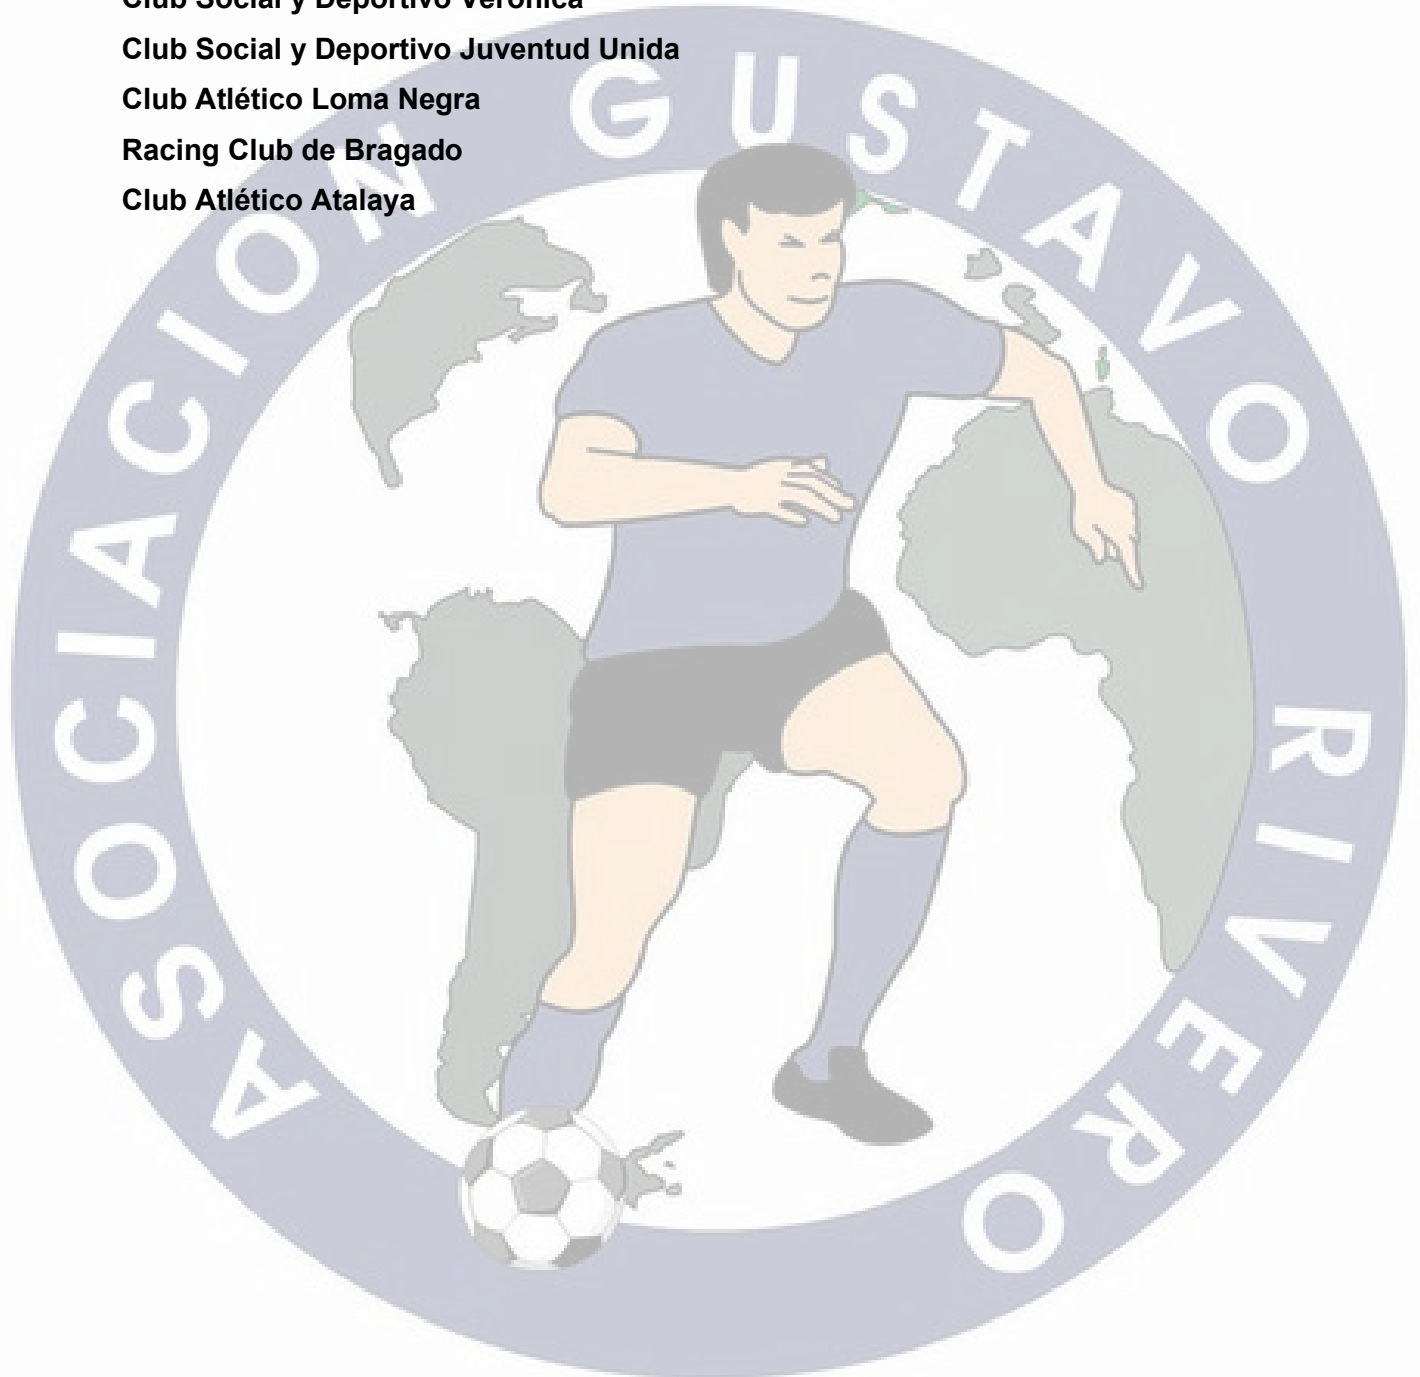 Club Social y Deportivo Verónica
Club Social y Deportivo Juventud Unida
Club Atlético Loma Negra
Racing Club de Bragado
Club Atlético Atalaya
ASOCIACION GUSTAVO RIVERO